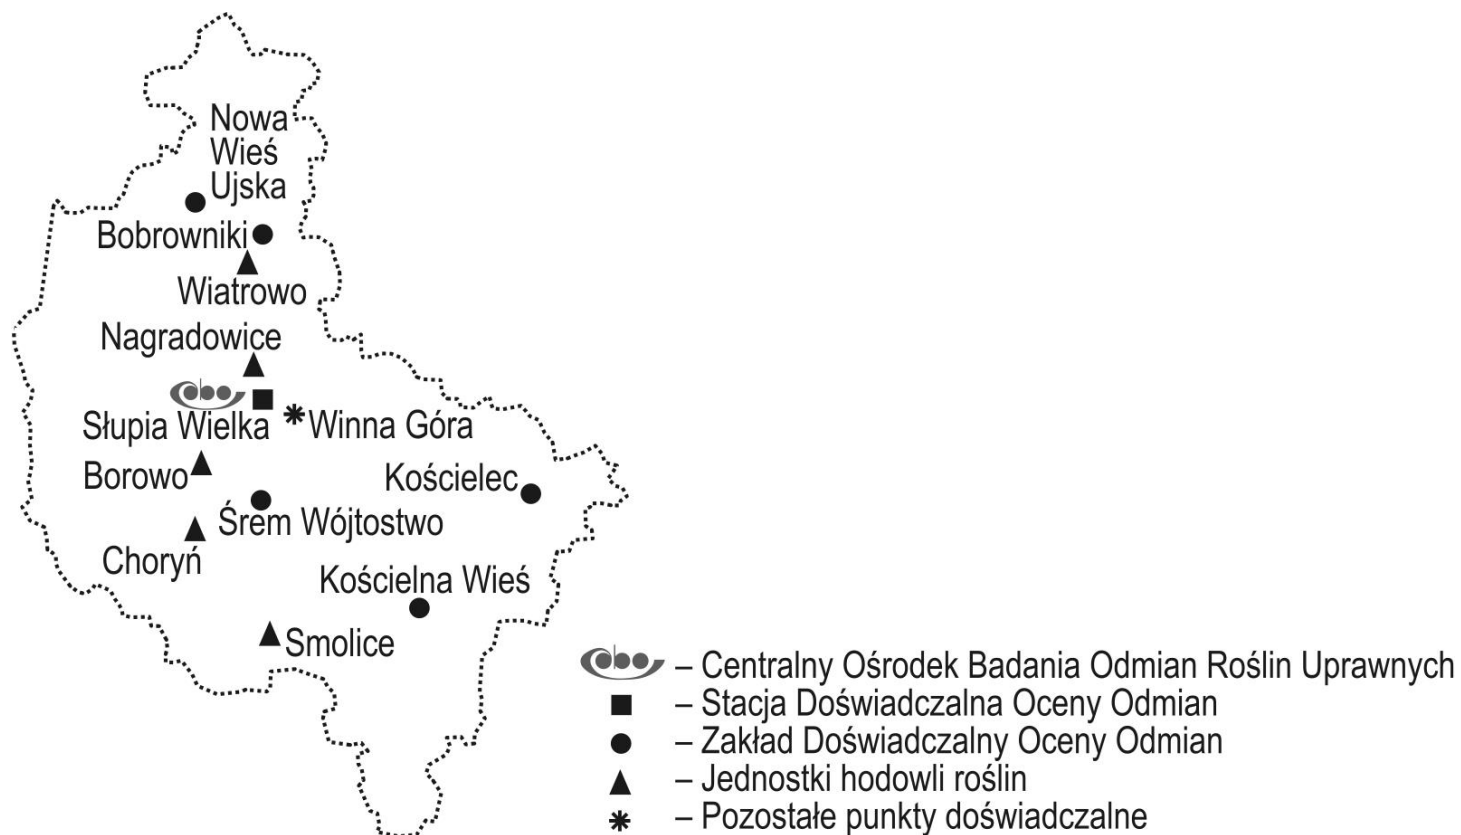 Nowa
Wieś
Ujska
Bobrowniki
Wiatrowo
Nagradowice
Słupia Wielka
Winna Góra
Borowo
Kościelec
Śrem Wójtostwo
Choryń
Kościelna Wieś
Smolice
– Centralny Ośrodek Badania Odmian Roślin Uprawnych
– Stacja Doświadczalna Oceny Odmian
– Zakład Doświadczalny Oceny Odmian
– Jednostki hodowli roślin
– Pozostałe punkty doświadczalne